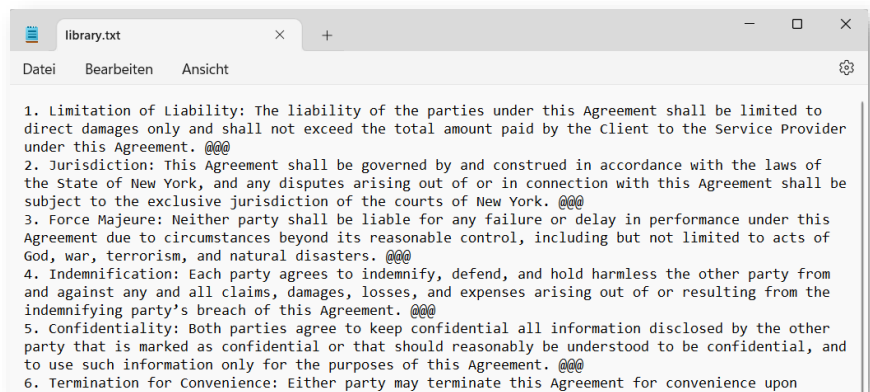 library.txt
Datei Bearbeiten Ansicht
1. Limitation of Liability: The liability of the parties under this Agreement shall be limited to
direct damages only and shall not exceed the total amount paid by the Client to the Service Provider
under this Agreement. @@@
2. Jurisdiction: This Agreement shall be governed by and construed in accordance with the laws of
the State of New York, and any disputes arising out of or in connection with this Agreement shall be
subject to the exclusive jurisdiction of the courts of New York. @@@
3. Force Majeure: Neither party shall be liable for any failure or delay in performance under this
Agreement due to circumstances beyond its reasonable control, including but not limited to acts of
God, war, terrorism, and natural disasters. @@@
4. Indemnification: Each party agrees to indemnify, defend, and hold harmless the other party from
and against any and all claims, damages, losses, and expenses arising out of or resulting from the
indemnifying party’s breach of this Agreement. @@@
5. Confidentiality: Both parties agree to keep confidential all information disclosed by the other
party that is marked as confidential or that should reasonably be understood to be confidential, and
to use such information only for the purposes of this Agreement. @@@
6. Termination for Convenience: Either party may terminate this Agreement for convenience upon